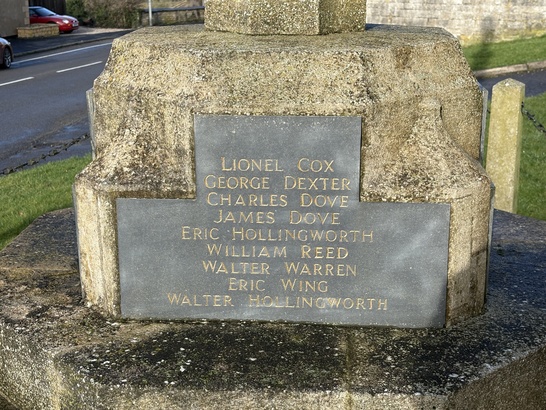 Lionel Cox
George Dexter
Charles Dove
James Dove
Eric Hollingworth
William Reed
Walter Warren
Eric Wing
Walter Hollingworth